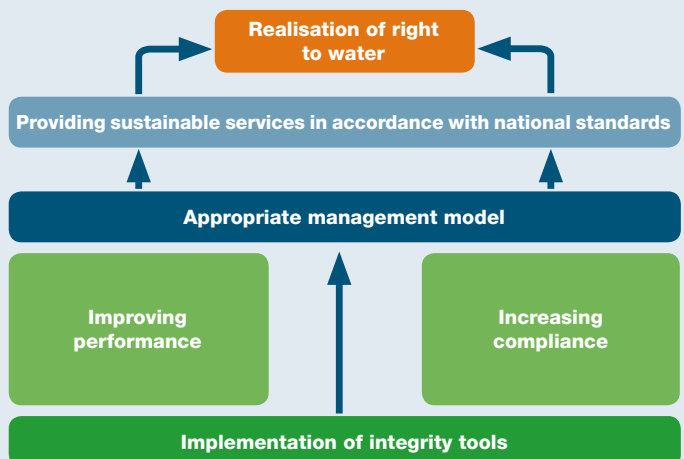 Realisation of right
to water
Providing sustainable services in accordance with national standards
Appropriate management model
Improving
performance
Increasing
compliance
Implementation of integrity tools